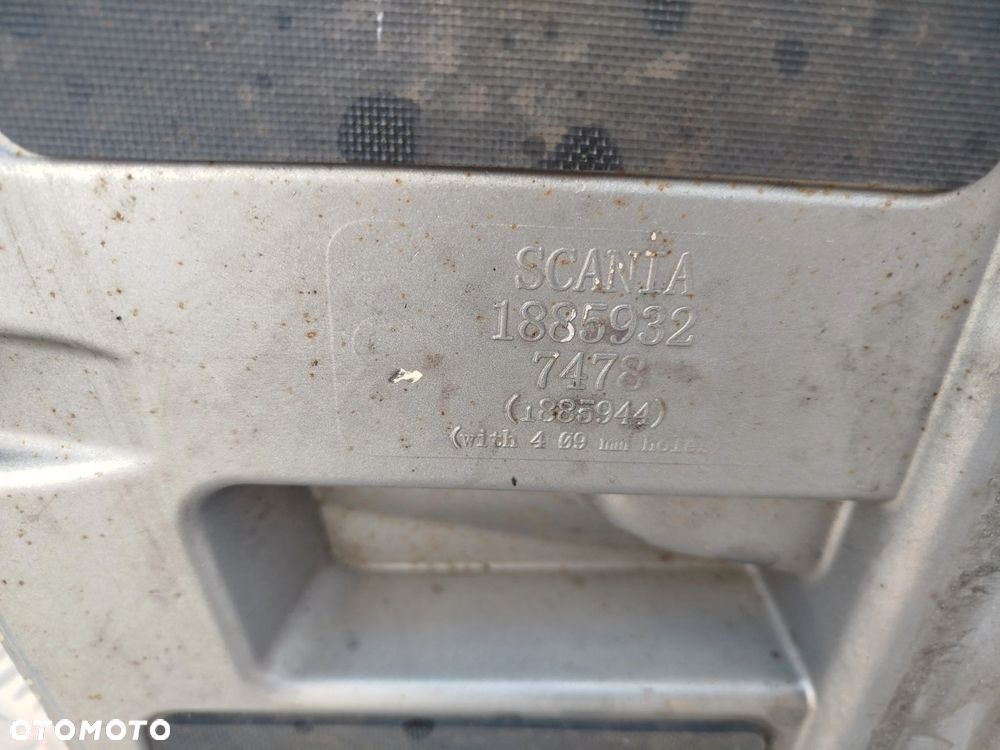 SCANIA
1885932
7478
(1885944)
(with 4 Ø9 mm holes)
OTOMOTO